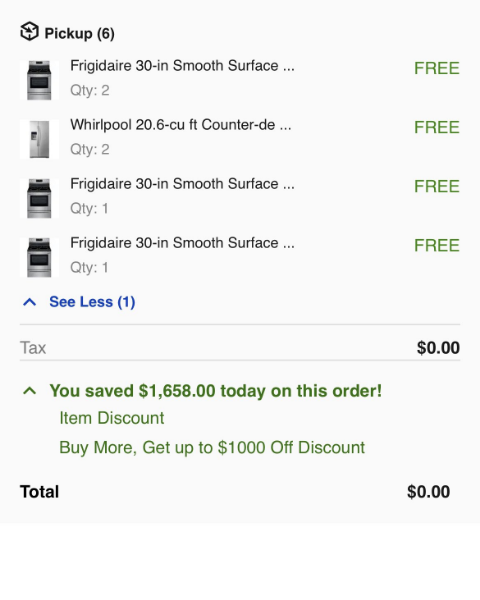 Pickup (6)
Frigidaire 30-in Smooth Surface ...
FREE
Qty: 2
Whirlpool 20.6-cu ft Counter-de ...
FREE
Qty: 2
Frigidaire 30-in Smooth Surface ...
FREE
Qty: 1
Frigidaire 30-in Smooth Surface ...
FREE
Qty: 1
See Less (1)
Tax $0.00
You saved $1,658.00 today on this order!
Item Discount
Buy More, Get up to $1000 Off Discount
Total $0.00